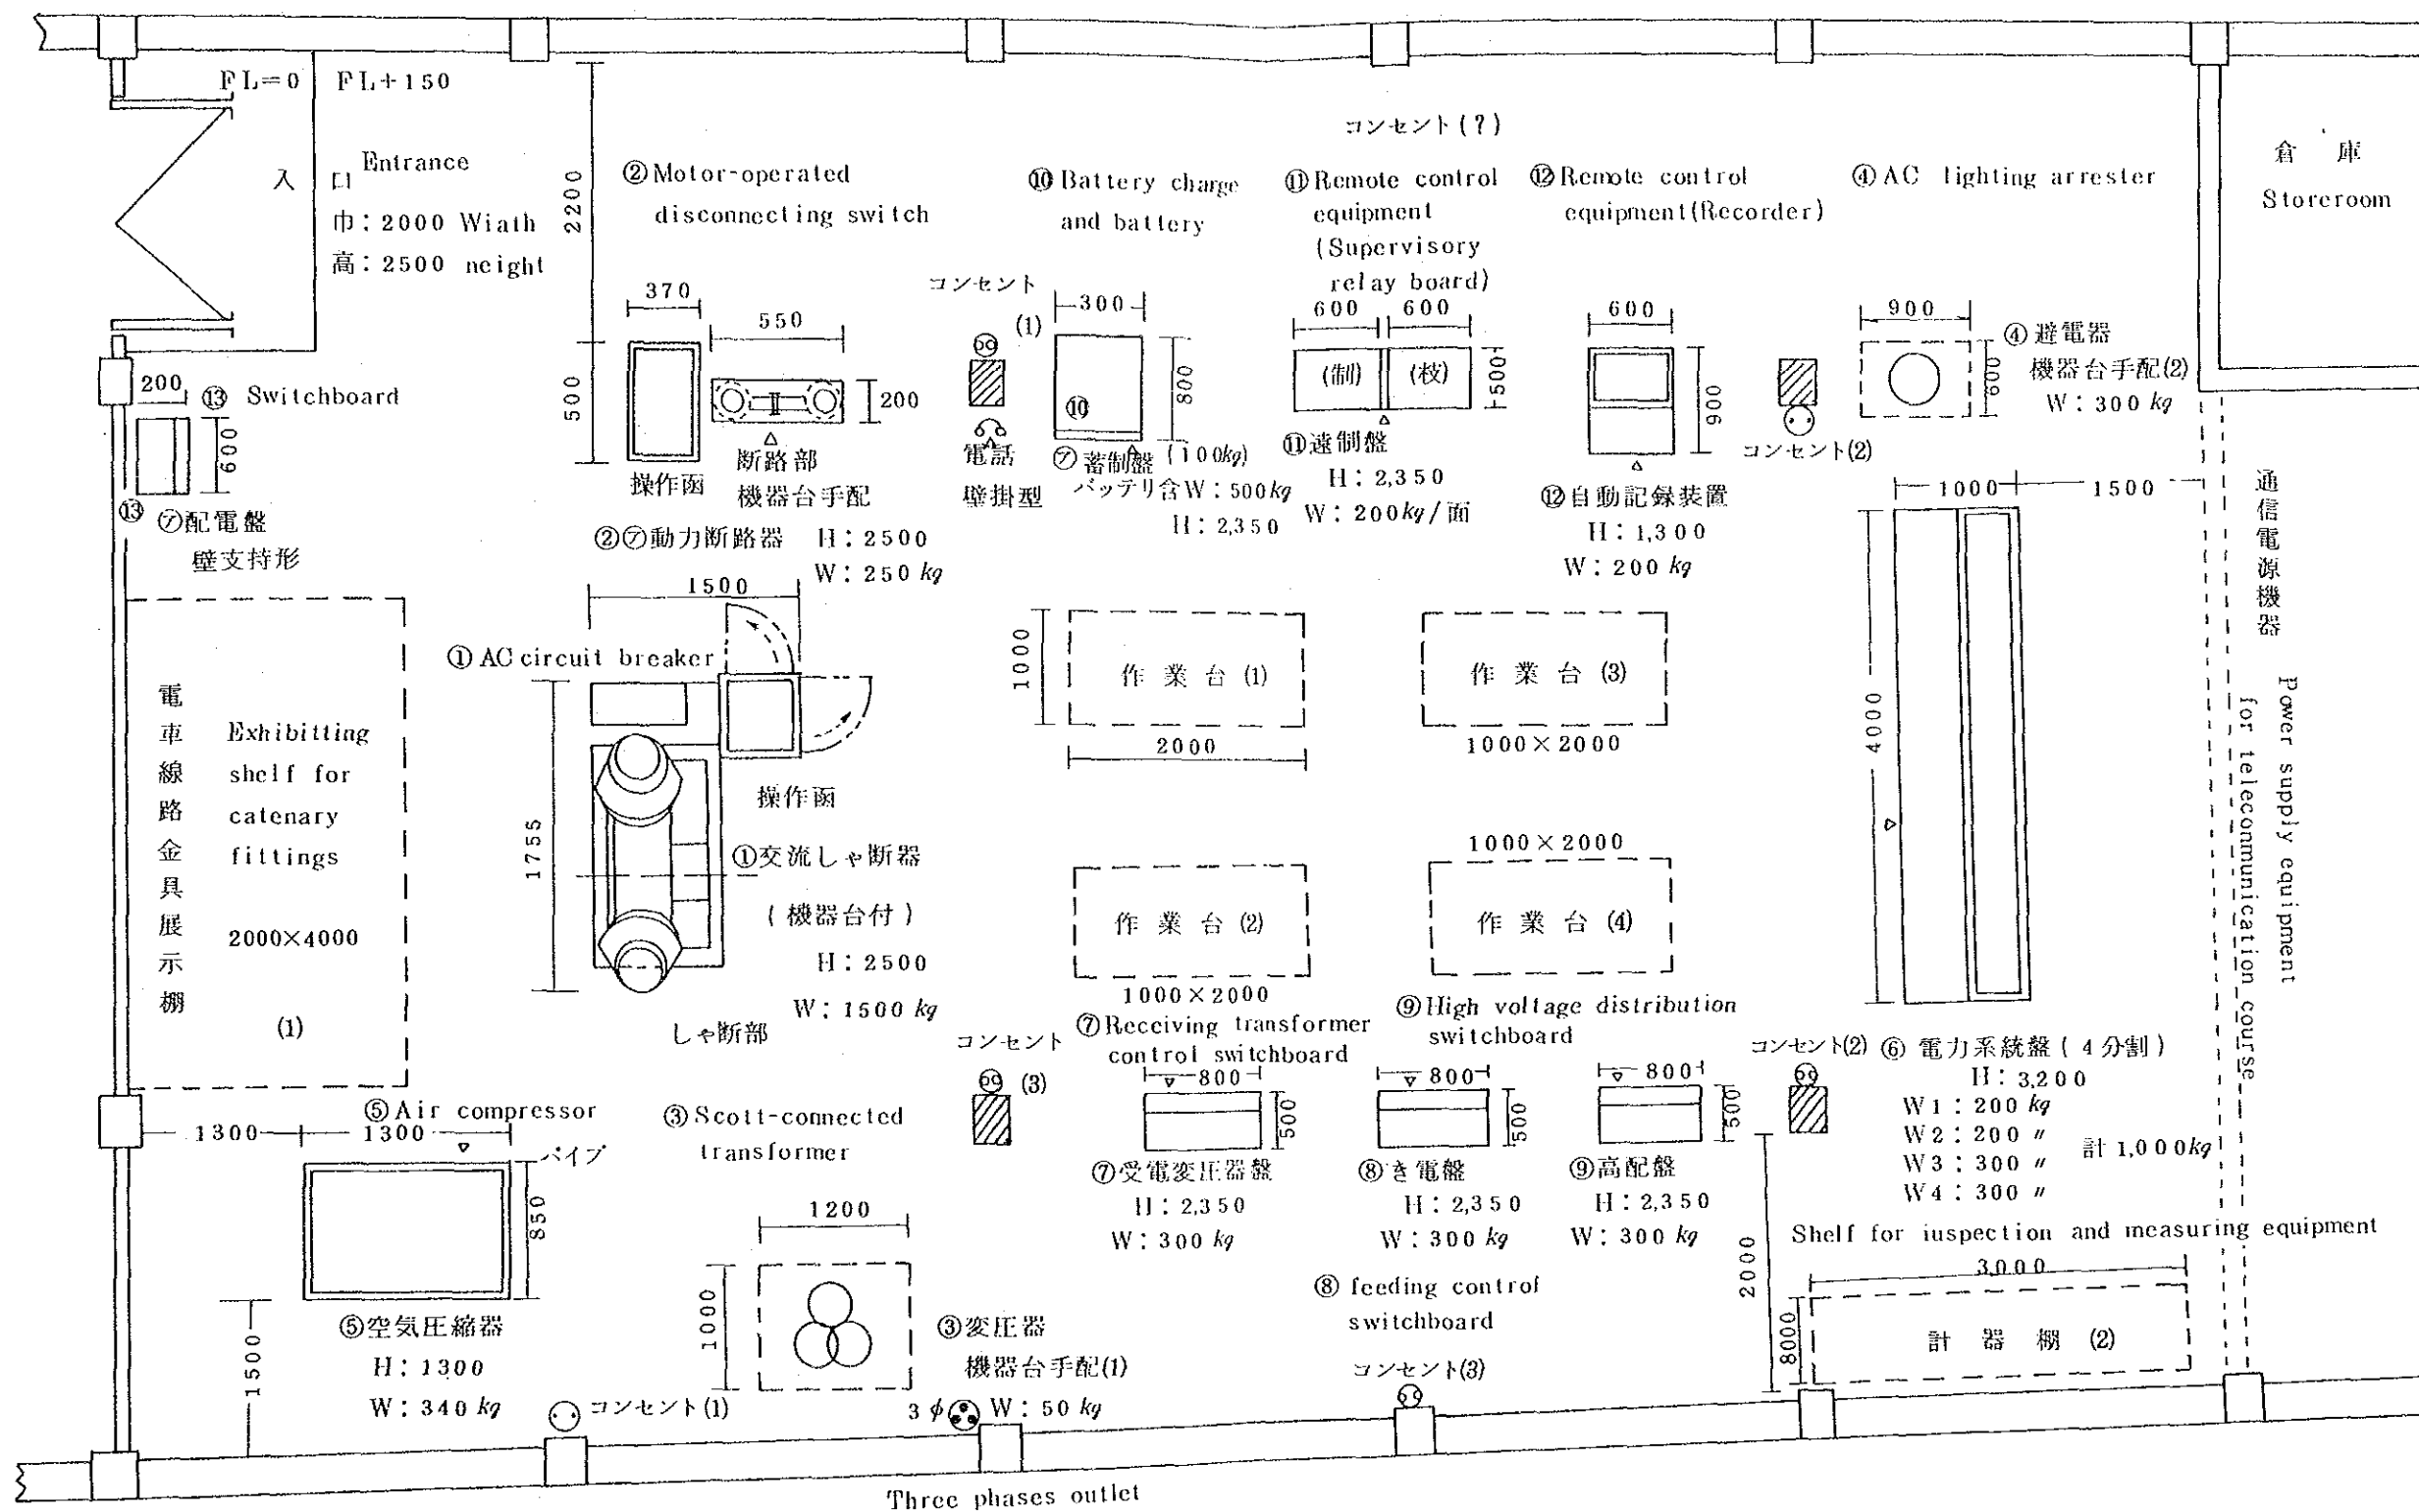 FL=0 FL+150
Entrance
入口
巾：2000 Wiath
高：2500 neight
2200
500
②Motor-operated
disconnecting switch
370
550
200
操作函
断路部
機器台手配
②㋐動力断路器 H：2500
W：250 kg
コンセント
(1)
電話
壁掛型
⑩Battery charge
and battery
300
800
⑩
㋐蓄制盤 (100kg)
バッテリ含W：500kg
H：2,350
コンセント(?)
⑪Remote control
equipment
(Supervisory
relay board)
600 600
(制) (枝)
500
⑪遠制盤
H：2,350
W：200kg/面
⑫Remote control
equipment(Recorder)
600
900
⑫自動記録装置
H：1,300
W：200 kg
④AC lighting arrester
900
600
④避電器
機器台手配(2)
W：300 kg
コンセント(2)
倉庫
Storeroom
200
⑬ Switchboard
600
⑬ ㋐配電盤
壁支持形
電車線路金具展示棚
Exhibitting
shelf for
catenary
fittings
2000×4000
(1)
1500
①AC circuit breaker
1755
操作函
①交流しゃ断器
(機器台付)
H：2500
W：1500 kg
しゃ断部
1000
作業台(1)
2000
作業台(3)
1000×2000
作業台(2)
1000×2000
1000×2000
作業台(4)
1000 1500
4000
通信電源機器
Power supply equipment
for teleconmunication course
⑥ 電力系統盤(4分割)
H：3,200
W1：200 kg
W2：200 〃
W3：300 〃
W4：300 〃
計 1,000kg
コンセント(2)
コンセント
(3)
⑦Receiving transformer
control switchboard
800
500
⑦受電変圧器盤
H：2,350
W：300 kg
800
500
⑧き電盤
H：2,350
W：300 kg
⑧feeding control
switchboard
⑨High voltage distribution
switchboard
800
500
⑨高配盤
H：2,350
W：300 kg
1300 1300
⑤Air compressor
パイプ
850
⑤空気圧縮器
H：1300
W：340 kg
1500
③Scott-connected
transformer
1200
1000
③変圧器
機器台手配(1)
W：50 kg
コンセント(1)
3φ
Three phases outlet
コンセント(3)
2000
Shelf for iuspection and measuring equipment
3,000
8000
計器棚(2)